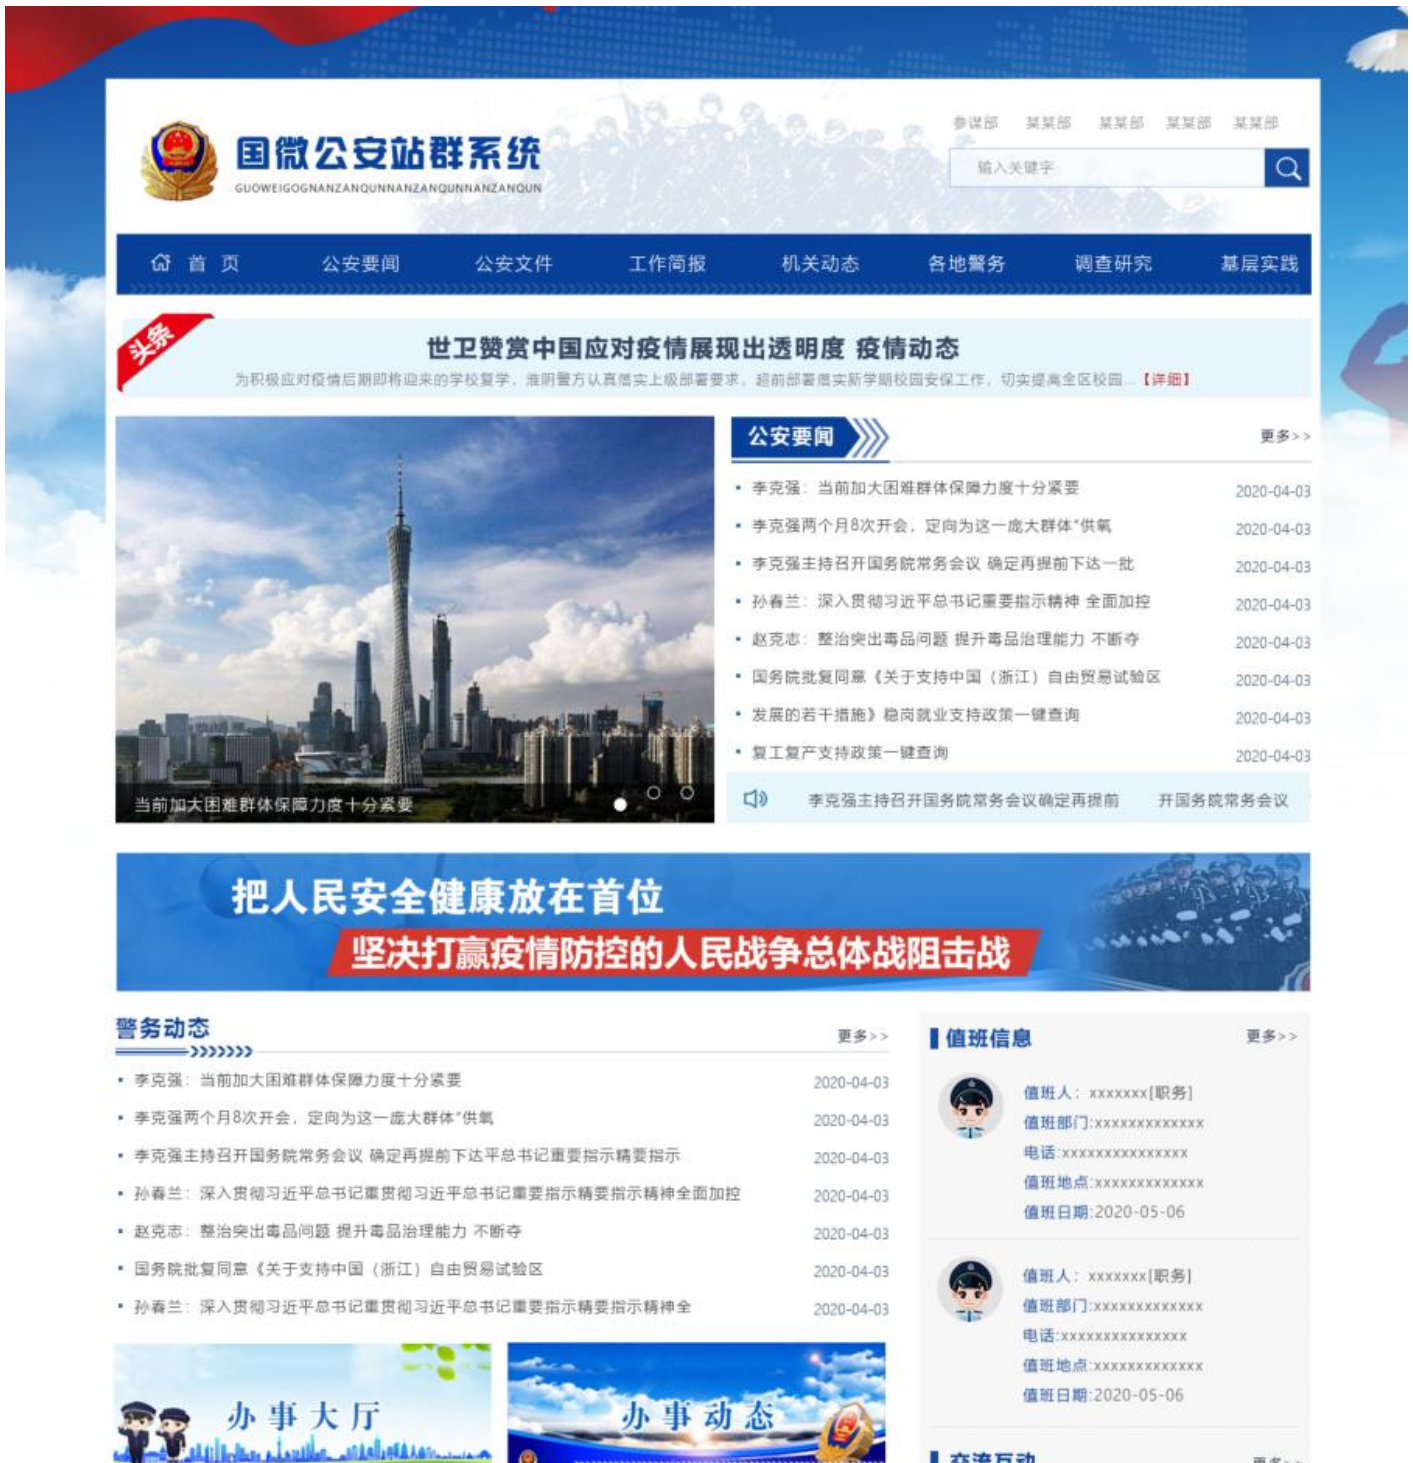 国微公安站群系统
GUOWEIGOGNANZANQUNNANZANQUNNANZANQUN
参谋部 某某部 某某部 某某部 某某部
输入关键字
首 页 公安要闻 公安文件 工作简报 机关动态 各地警务 调查研究 基层实践
头条
世卫赞赏中国应对疫情展现出透明度 疫情动态
为积极应对疫情后期即将迎来的学校复学，淮阴警方认真落实上级部署要求，超前部署落实新学期校园安保工作，切实提高全区校园...【详细】
当前加大困难群体保障力度十分紧要
公安要闻 更多>>
李克强：当前加大困难群体保障力度十分紧要 2020-04-03
李克强两个月8次开会，定向为这一庞大群体“供氧 2020-04-03
李克强主持召开国务院常务会议 确定再提前下达一批 2020-04-03
孙春兰：深入贯彻习近平总书记重要指示精神 全面加控 2020-04-03
赵克志：整治突出毒品问题 提升毒品治理能力 不断夺 2020-04-03
国务院批复同意《关于支持中国（浙江）自由贸易试验区 2020-04-03
发展的若干措施》稳岗就业支持政策一键查询 2020-04-03
复工复产支持政策一键查询 2020-04-03
李克强主持召开国务院常务会议确定再提前 开国务院常务会议
把人民安全健康放在首位
坚决打赢疫情防控的人民战争总体战阻击战
警务动态 更多>>
李克强：当前加大困难群体保障力度十分紧要 2020-04-03
李克强两个月8次开会，定向为这一庞大群体“供氧 2020-04-03
李克强主持召开国务院常务会议 确定再提前下达平总书记重要指示精要指示 2020-04-03
孙春兰：深入贯彻习近平总书记重贯彻习近平总书记重要指示精要指示精神全面加控 2020-04-03
赵克志：整治突出毒品问题 提升毒品治理能力 不断夺 2020-04-03
国务院批复同意《关于支持中国（浙江）自由贸易试验区 2020-04-03
孙春兰：深入贯彻习近平总书记重贯彻习近平总书记重要指示精要指示精神全 2020-04-03
办事大厅
办事动态
值班信息 更多>>
值班人：xxxxxxx[职务]
值班部门:xxxxxxxxxxxxx
电话:xxxxxxxxxxxxxxx
值班地点:xxxxxxxxxxxxx
值班日期:2020-05-06
值班人：xxxxxxx[职务]
值班部门:xxxxxxxxxxxxx
电话:xxxxxxxxxxxxxxx
值班地点:xxxxxxxxxxxxx
值班日期:2020-05-06
交流互动 更多>>